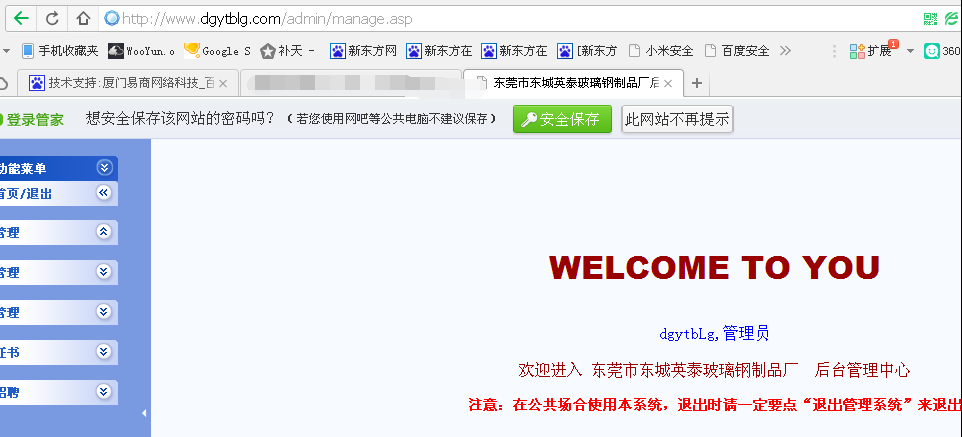 http://www.dgytblg.com/admin/manage.asp
手机收藏夹 WooYun.o Google S 补天 - 新东方网 新东方在 新东方在 [新东方 小米安全 百度安全 扩展 1 360
技术支持:厦门易商网络科技_百 东莞市东城英泰玻璃钢制品厂后
登录管家 想安全保存该网站的密码吗？（若您使用网吧等公共电脑不建议保存） 安全保存 此网站不再提示
功能菜单
首页/退出
管理
管理
管理
证书
招聘
WELCOME TO YOU
dgytbLg,管理员
欢迎进入 东莞市东城英泰玻璃钢制品厂 后台管理中心
注意：在公共场合使用本系统，退出时请一定要点“退出管理系统”来退出